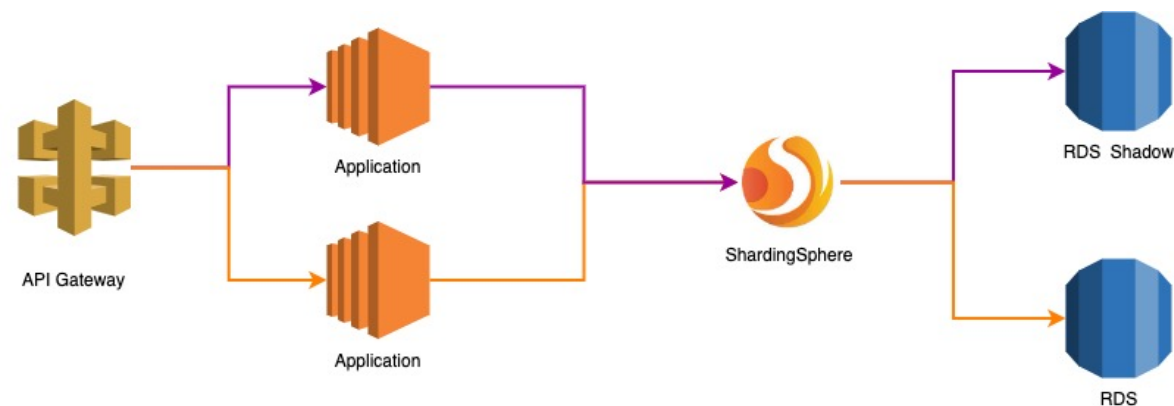 API Gateway
Application
Application
ShardingSphere
RDS Shadow
RDS